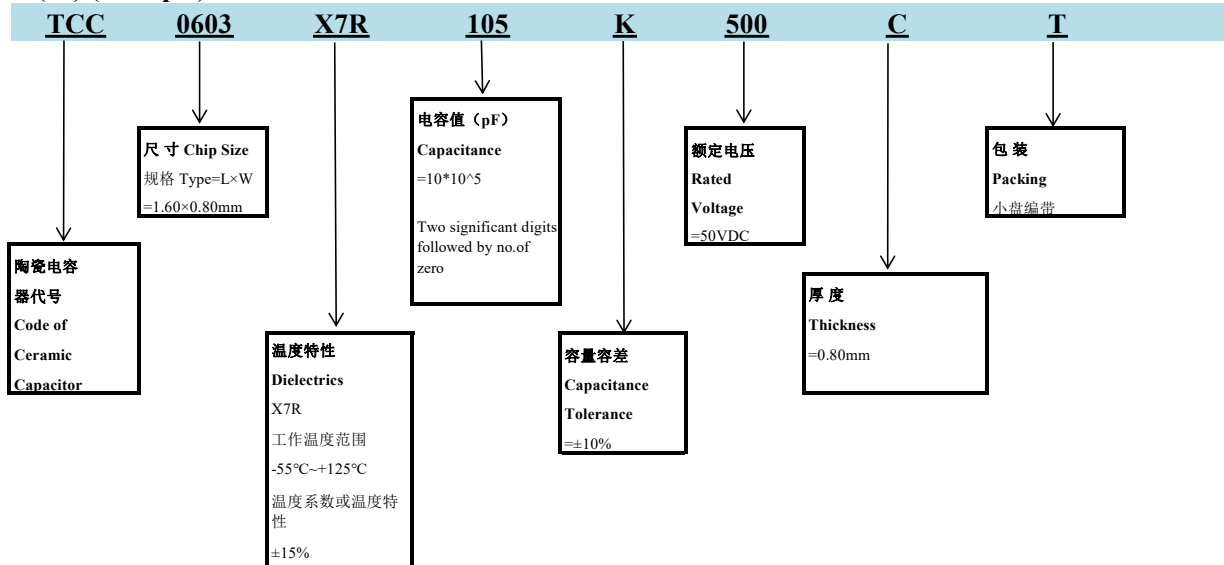 TCC 0603 X7R 105 K 500 C T
陶瓷电容
器代号
Code of
Ceramic
Capacitor
尺 寸 Chip Size
规格 Type=L×W
=1.60×0.80mm
温度特性
Dielectrics
X7R
工作温度范围
-55℃~+125℃
温度系数或温度特
性
±15%
电容值（pF）
Capacitance
=10*10^5
Two significant digits
followed by no.of
zero
容量容差
Capacitance
Tolerance
=±10%
额定电压
Rated
Voltage
=50VDC
厚 度
Thickness
=0.80mm
包 装
Packing
小盘编带